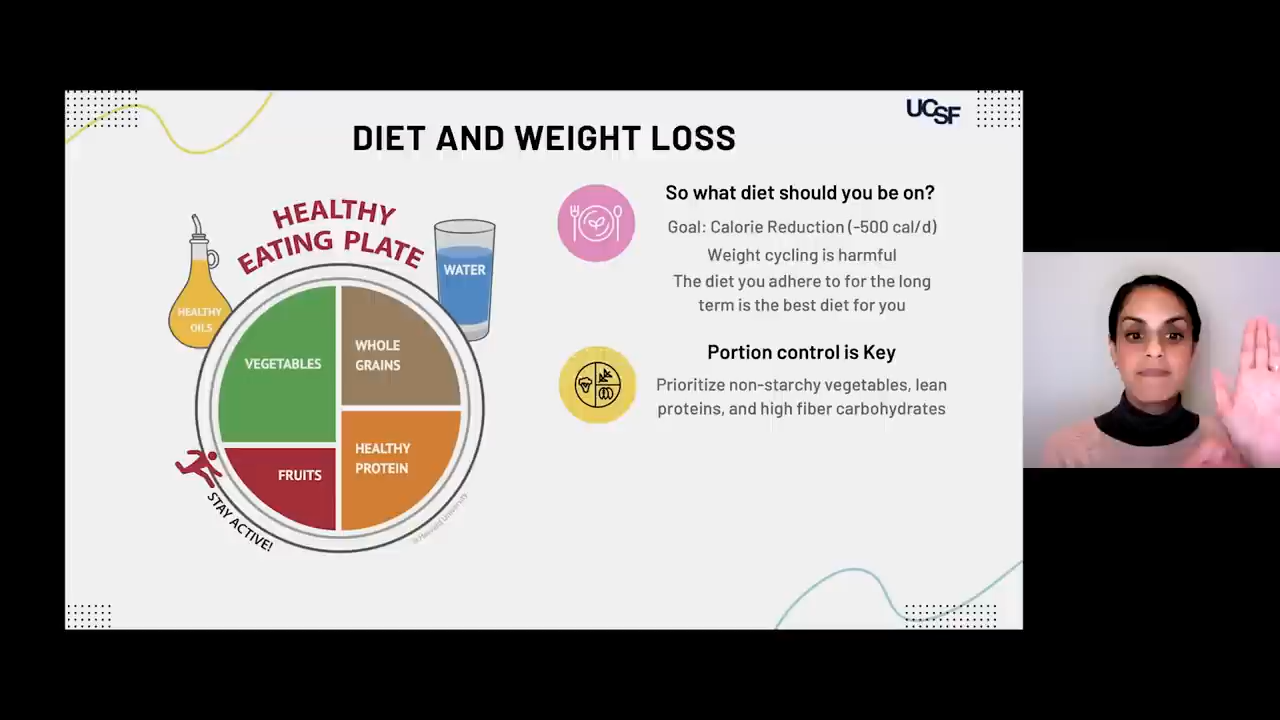 UCSF
DIET AND WEIGHT LOSS
HEALTHY
EATING PLATE
HEALTHY
OILS
WATER
VEGETABLES
WHOLE
GRAINS
FRUITS
HEALTHY
PROTEIN
STAY ACTIVE!
© Harvard University
So what diet should you be on?
Goal: Calorie Reduction (-500 cal/d)
Weight cycling is harmful
The diet you adhere to for the long
term is the best diet for you
Portion control is Key
Prioritize non-starchy vegetables, lean
proteins, and high fiber carbohydrates